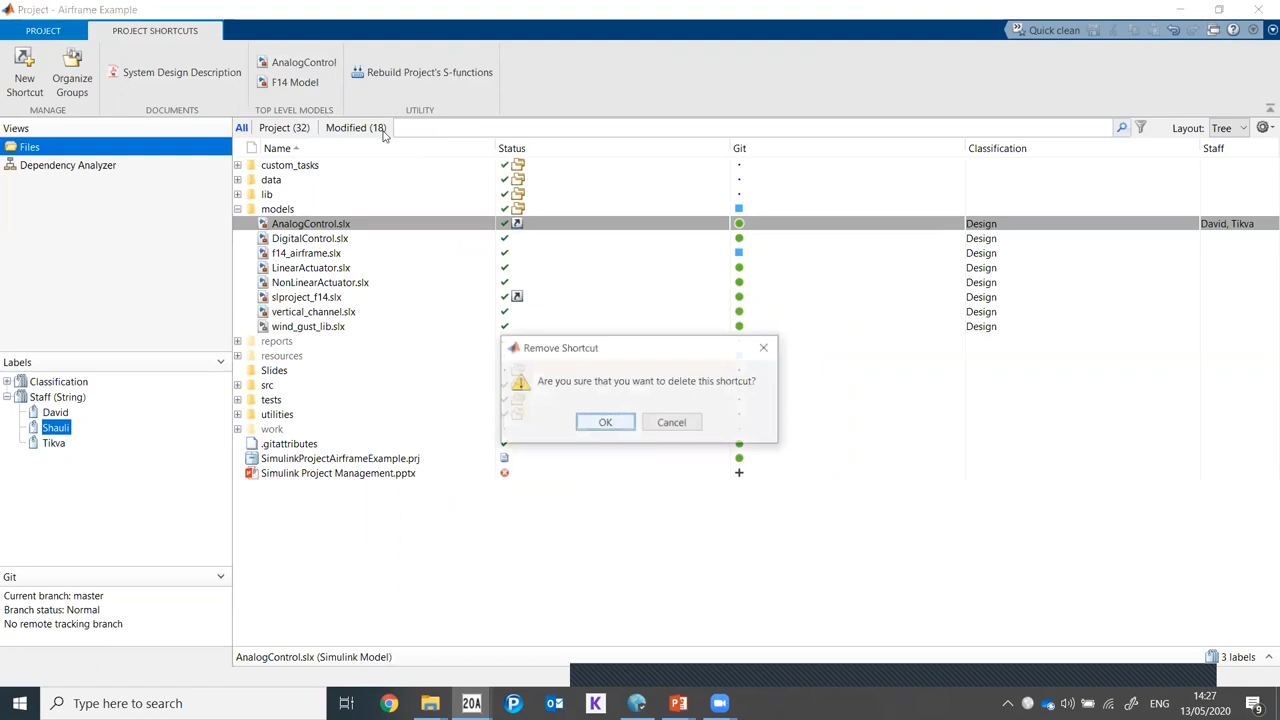 Project - Airframe Example
PROJECT
PROJECT SHORTCUTS
Quick clean
New Shortcut
Organize Groups
System Design Description
AnalogControl
F14 Model
Rebuild Project's S-functions
MANAGE
DOCUMENTS
TOP LEVEL MODELS
UTILITY
Views
All
Project (32)
Modified (18)
Layout:
Tree
Files
Dependency Analyzer
Name
Status
Git
Classification
Staff
custom_tasks
data
lib
models
AnalogControl.slx
Design
David, Tikva
DigitalControl.slx
Design
f14_airframe.slx
Design
LinearActuator.slx
Design
NonLinearActuator.slx
Design
slproject_f14.slx
Design
vertical_channel.slx
Design
wind_gust_lib.slx
Design
reports
resources
Slides
src
tests
utilities
work
.gitattributes
SimulinkProjectAirframeExample.prj
Simulink Project Management.pptx
Remove Shortcut
Are you sure that you want to delete this shortcut?
OK
Cancel
Labels
Classification
Staff (String)
David
Shauli
Tikva
Git
Current branch: master
Branch status: Normal
No remote tracking branch
AnalogControl.slx (Simulink Model)
3 labels
Type here to search
20A
ENG
14:27
13/05/2020
9